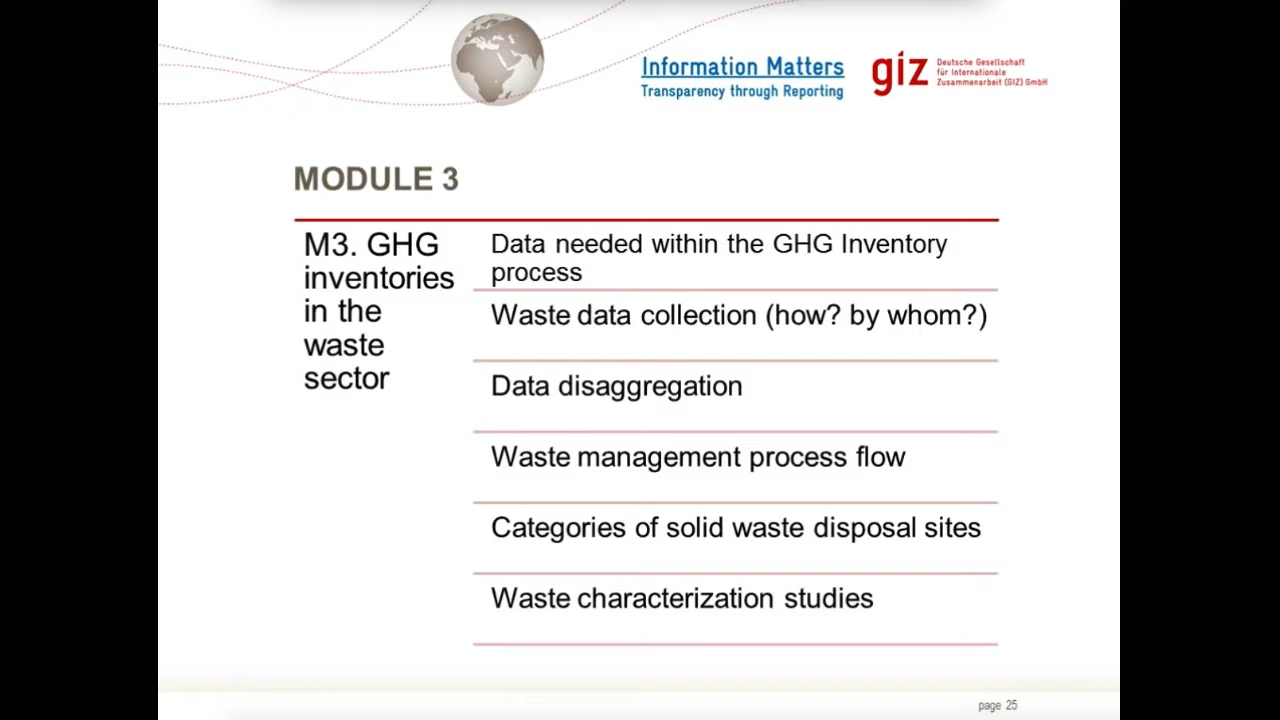 Information Matters
Transparency through Reporting
giz
Deutsche Gesellschaft
für Internationale
Zusammenarbeit (GIZ) GmbH
MODULE 3
M3. GHG
inventories
in the
waste
sector
Data needed within the GHG Inventory
process
Waste data collection (how? by whom?)
Data disaggregation
Waste management process flow
Categories of solid waste disposal sites
Waste characterization studies
page 25